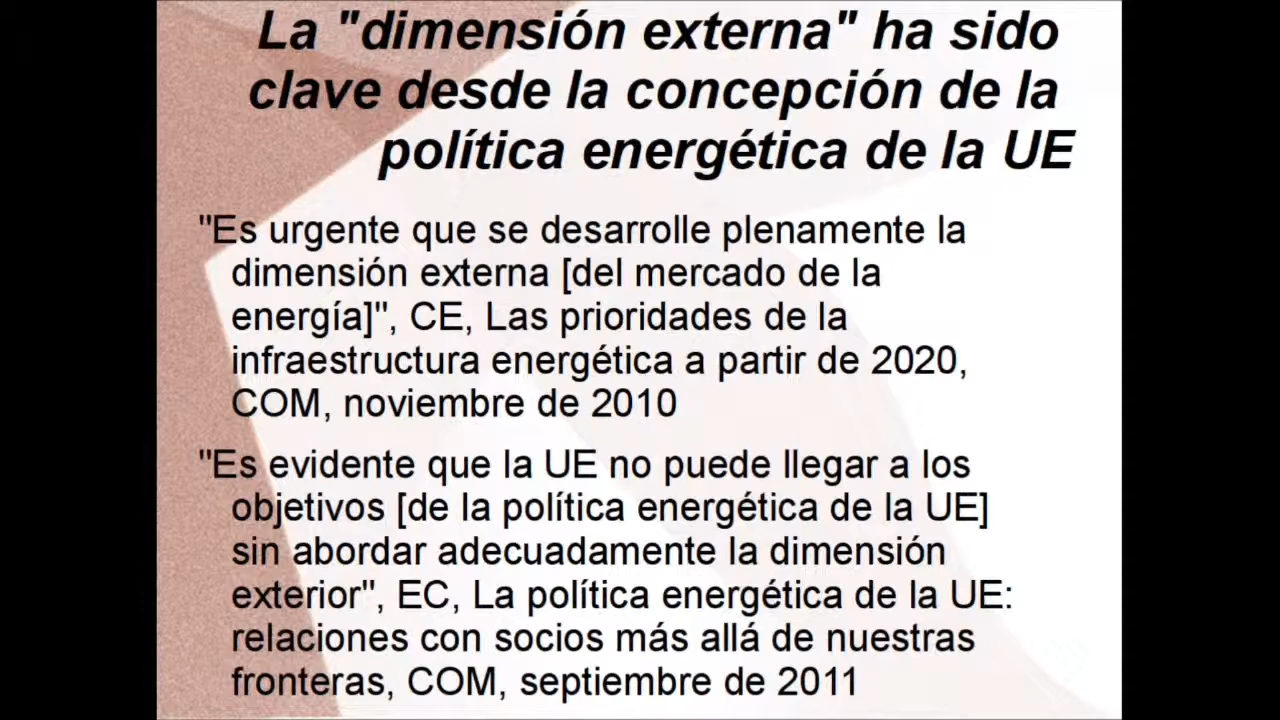 La "dimensión externa" ha sido
clave desde la concepción de la
política energética de la UE
"Es urgente que se desarrolle plenamente la
dimensión externa [del mercado de la
energía]", CE, Las prioridades de la
infraestructura energética a partir de 2020,
COM, noviembre de 2010
"Es evidente que la UE no puede llegar a los
objetivos [de la política energética de la UE]
sin abordar adecuadamente la dimensión
exterior", EC, La política energética de la UE:
relaciones con socios más allá de nuestras
fronteras, COM, septiembre de 2011